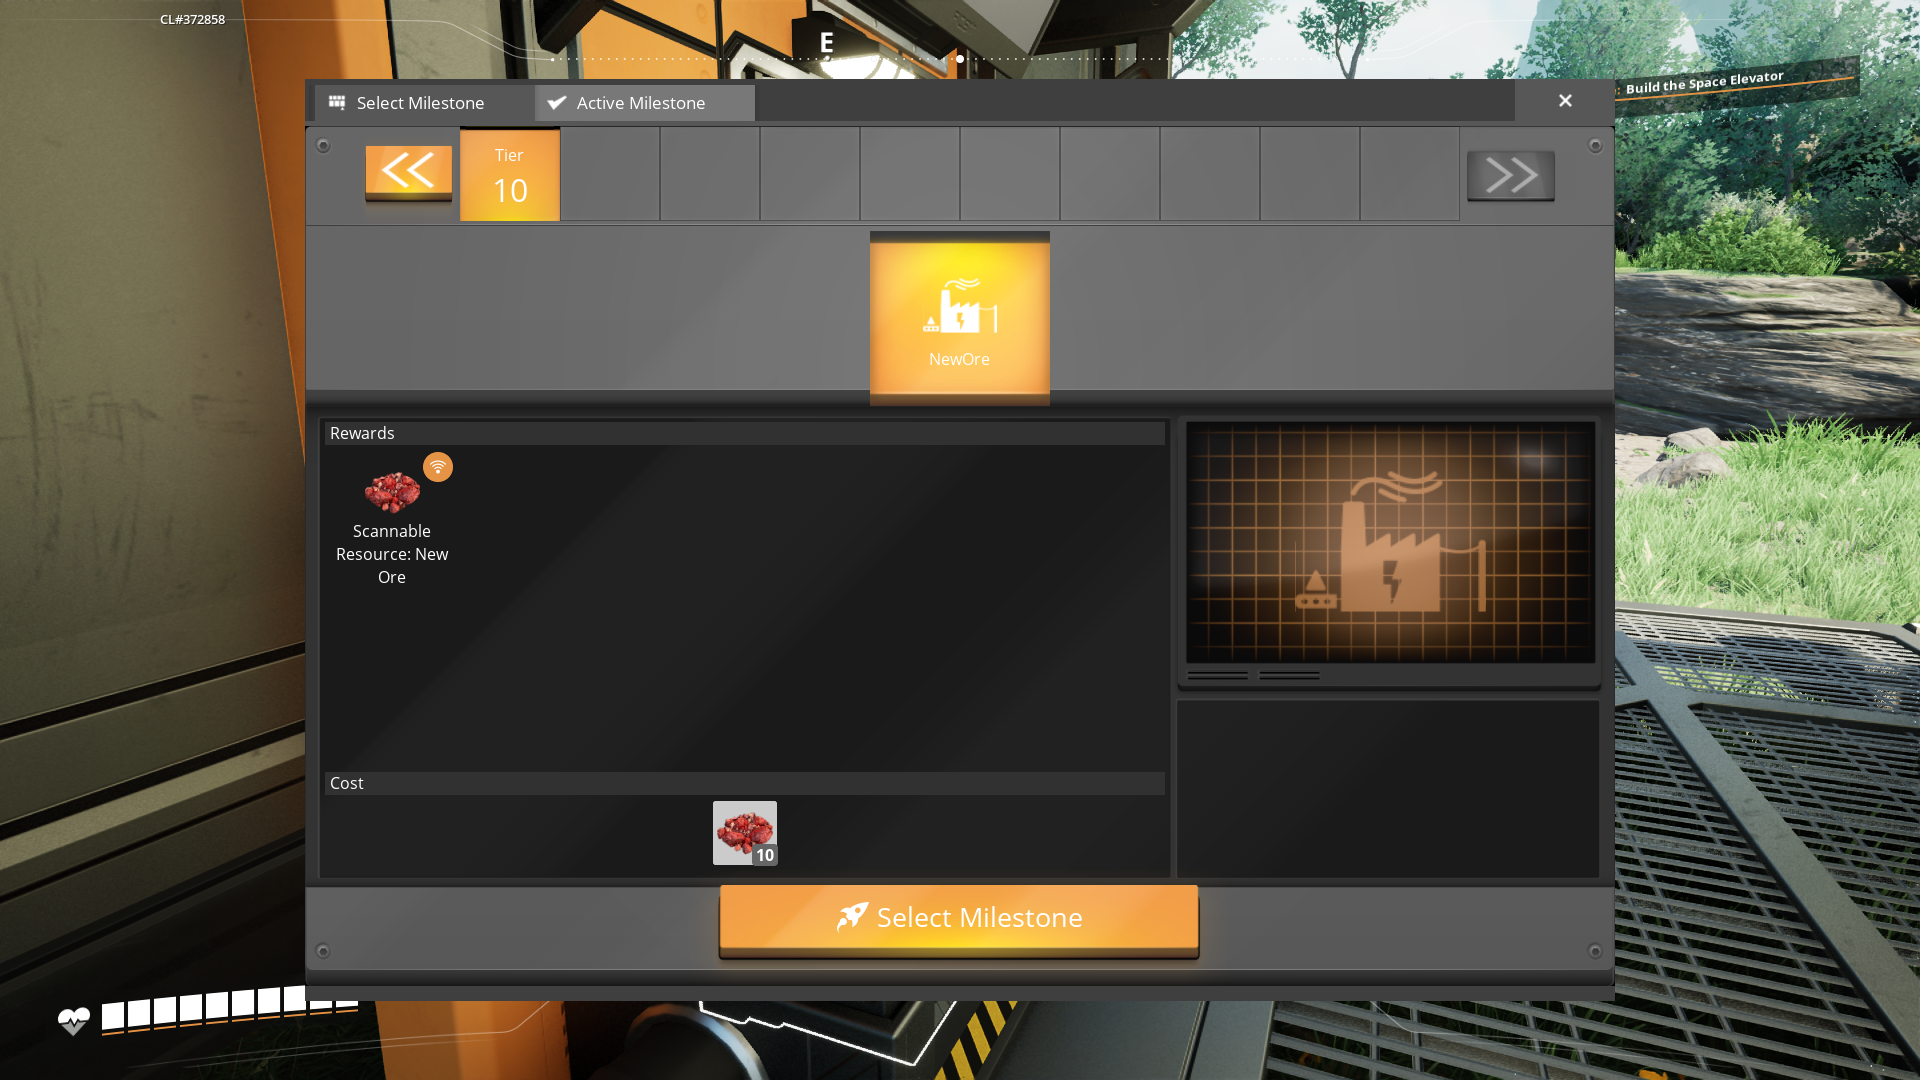 CL#372858
E
Build the Space Elevator
Select Milestone
Active Milestone
Tier
10
NewOre
Rewards
Scannable
Resource: New
Ore
Cost
10
Select Milestone